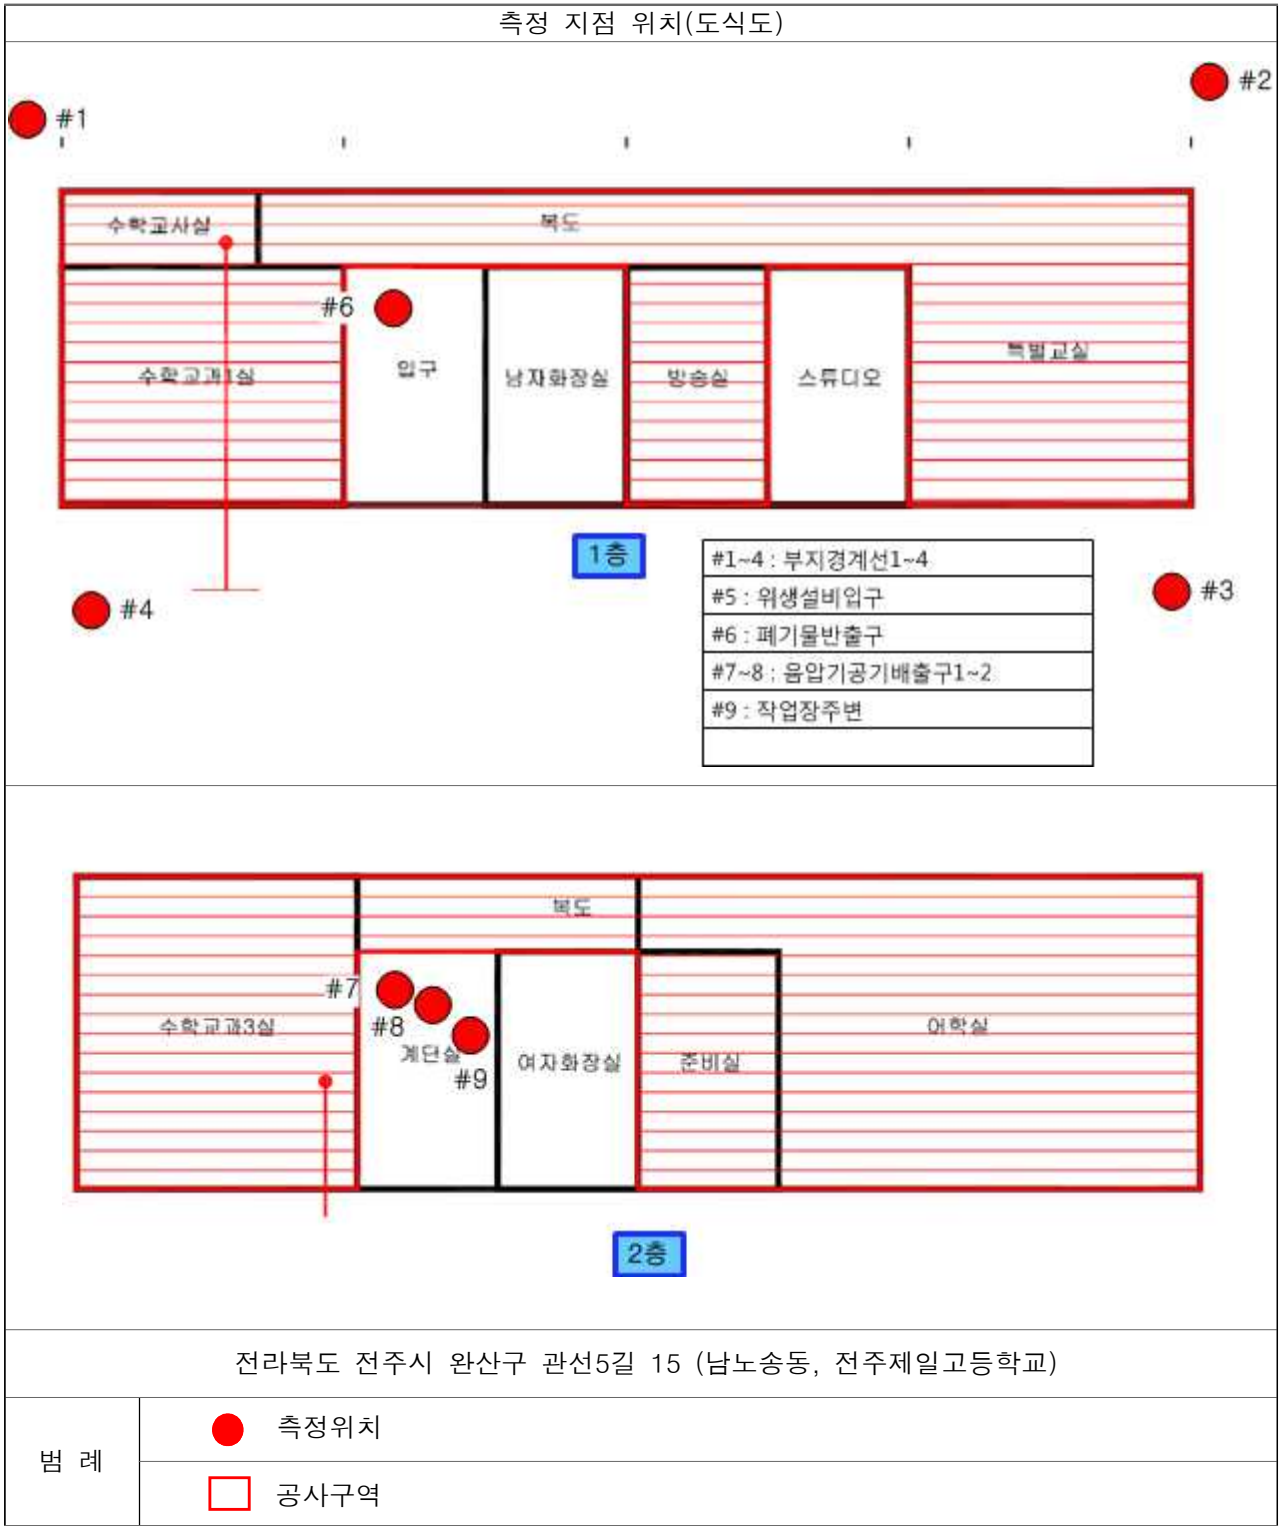 측정 지점 위치(도식도)
#1
#2
수학교사실
복도
#6
수학교과1실
입구
남자화장실
방송실
스튜디오
특별교실
1층
#1~4 : 부지경계선1~4
#5 : 위생설비입구
#6 : 폐기물반출구
#7~8 : 음압기공기배출구1~2
#9 : 작업장주변
#4
#3
복도
#7
#8
#9
수학교과3실
계단실
여자화장실
준비실
어학실
2층
전라북도 전주시 완산구 관선5길 15 (남노송동, 전주제일고등학교)
범 례
측정위치
공사구역